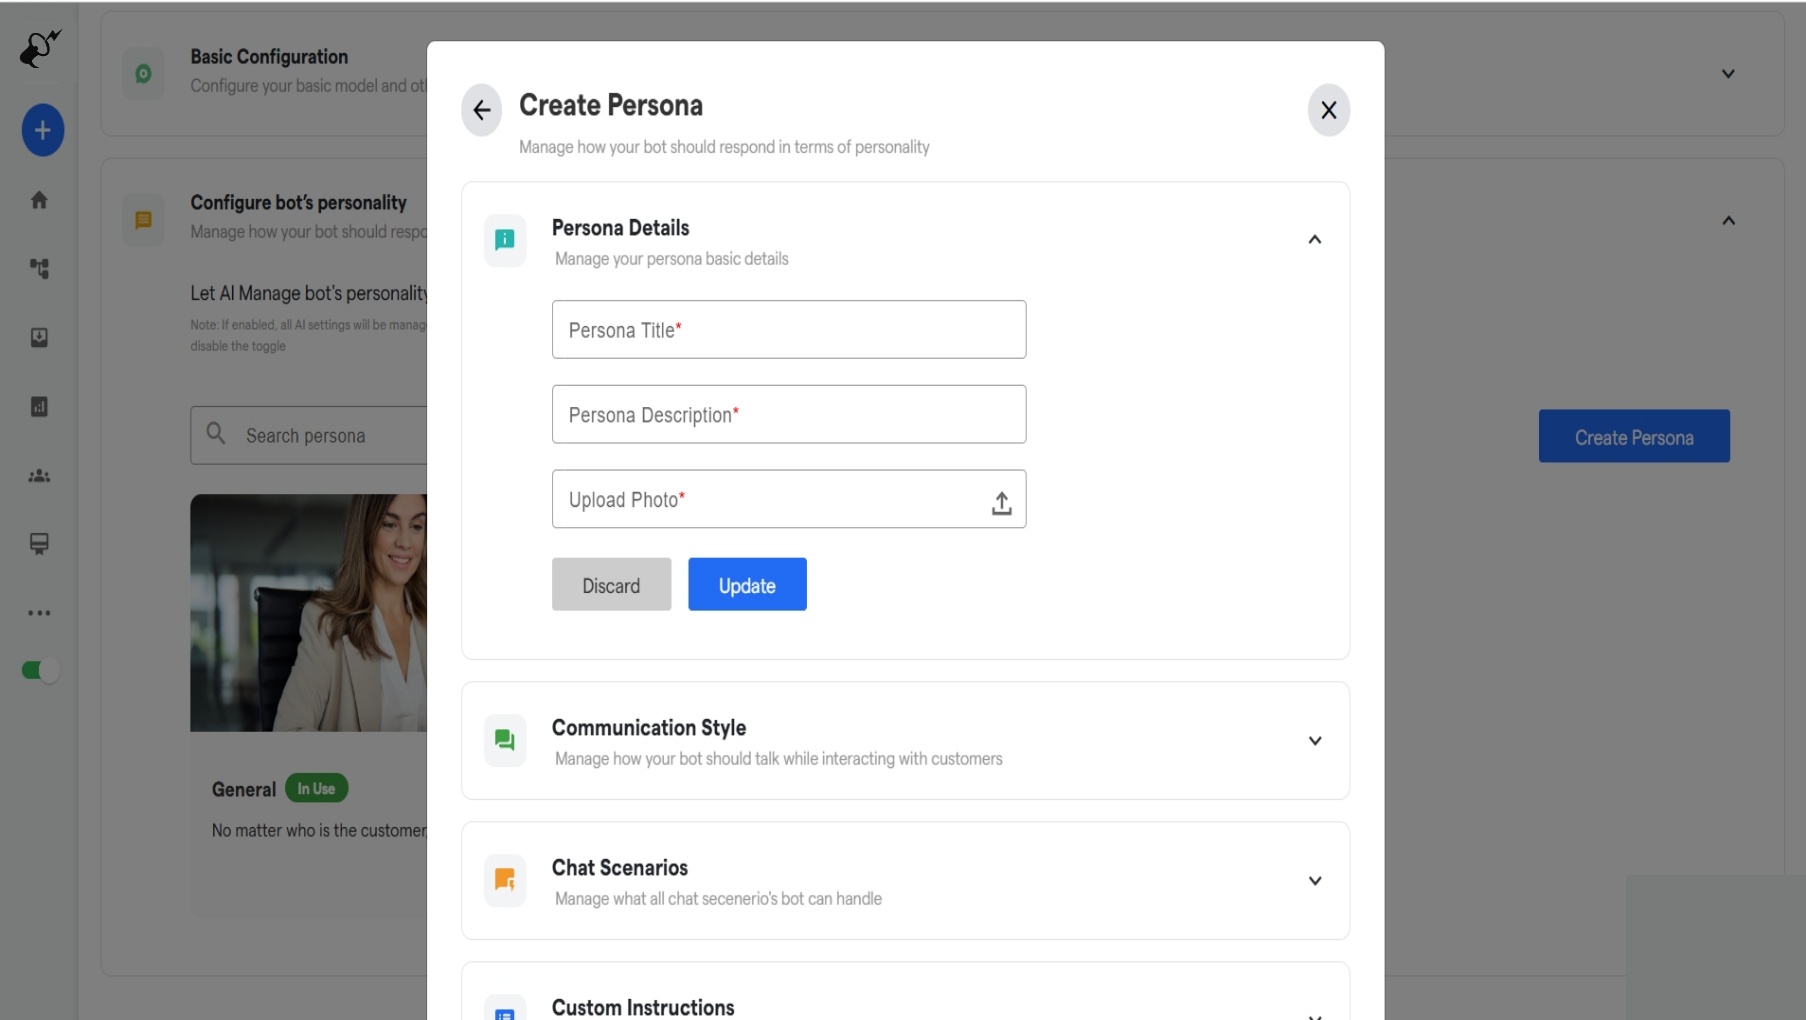 Basic Configuration
Configure your basic model and
Configure bot's personality
Manage how your bot should
Let AI Manage bot's personality
Note: If enabled, all AI settings will be
disable the toggle
Search persona
General
In Use
No matter who is the customer,
Create Persona
Manage how your bot should respond in terms of personality
Persona Details
Manage your persona basic details
Persona Title*
Persona Description*
Upload Photo*
Discard
Update
Communication Style
Manage how your bot should talk while interacting with customers
Chat Scenarios
Manage what all chat secenerio's bot can handle
Custom Instructions
Create Persona